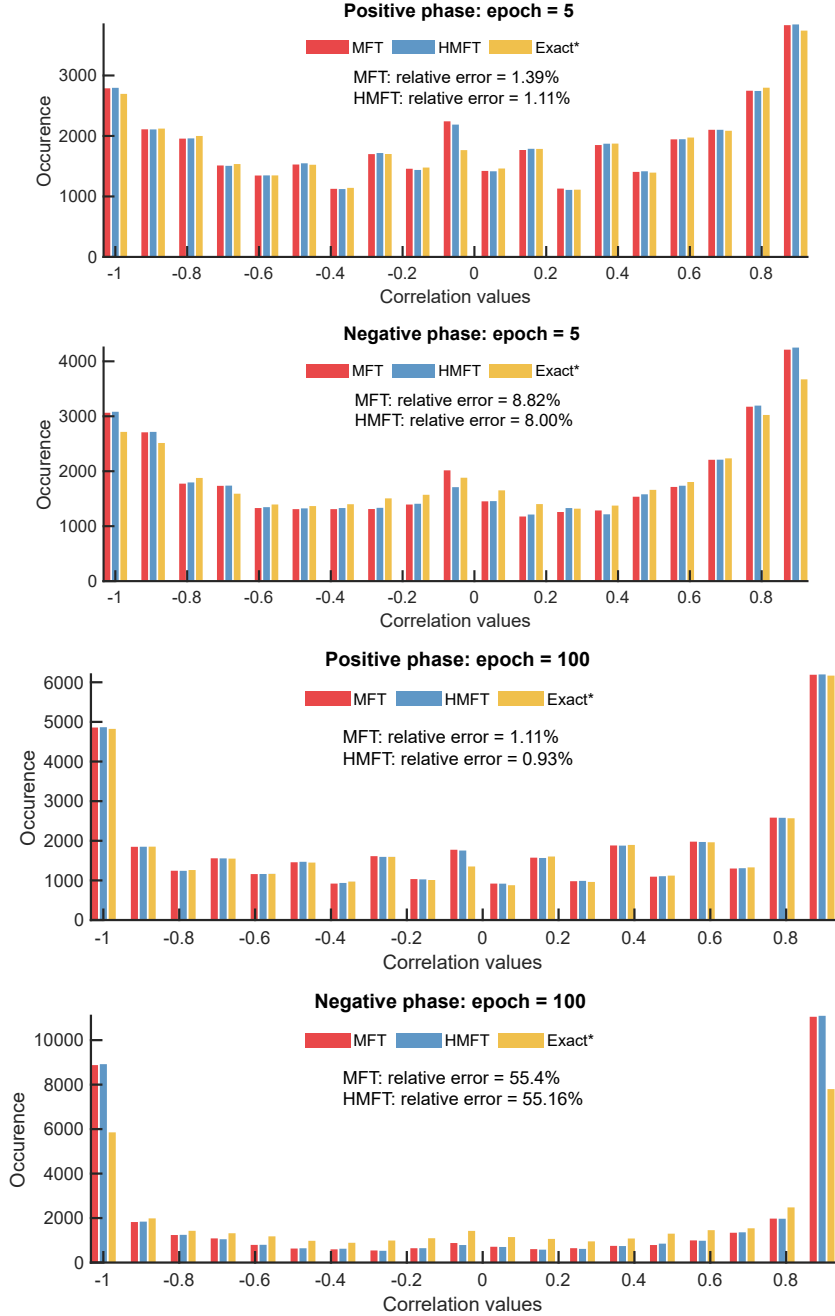 Positive phase: epoch = 5
MFT HMFT Exact*
MFT: relative error = 1.39%
HMFT: relative error = 1.11%
Occurence
3000
2000
1000
0
-1 -0.8 -0.6 -0.4 -0.2 0 0.2 0.4 0.6 0.8
Correlation values
Negative phase: epoch = 5
MFT HMFT Exact*
MFT: relative error = 8.82%
HMFT: relative error = 8.00%
Occurence
4000
3000
2000
1000
0
-1 -0.8 -0.6 -0.4 -0.2 0 0.2 0.4 0.6 0.8
Correlation values
Positive phase: epoch = 100
MFT HMFT Exact*
MFT: relative error = 1.11%
HMFT: relative error = 0.93%
Occurence
6000
5000
4000
3000
2000
1000
0
-1 -0.8 -0.6 -0.4 -0.2 0 0.2 0.4 0.6 0.8
Correlation values
Negative phase: epoch = 100
MFT HMFT Exact*
MFT: relative error = 55.4%
HMFT: relative error = 55.16%
Occurence
10000
8000
6000
4000
2000
0
-1 -0.8 -0.6 -0.4 -0.2 0 0.2 0.4 0.6 0.8
Correlation values